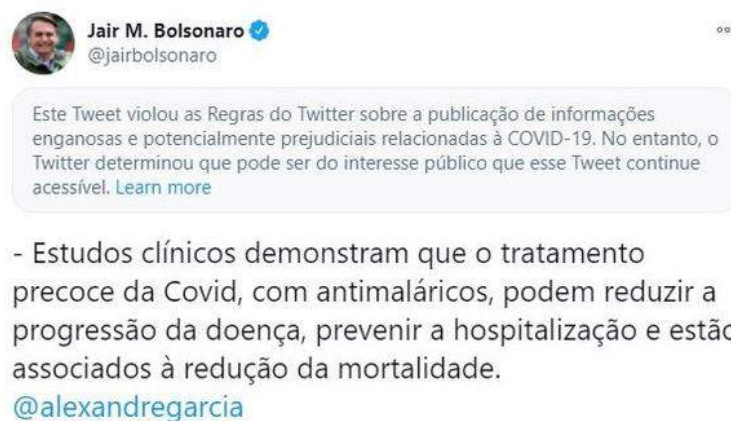 Jair M. Bolsonaro
@jairbolsonaro
Este Tweet violou as Regras do Twitter sobre a publicação de informações
enganosas e potencialmente prejudiciais relacionadas à COVID-19. No entanto, o
Twitter determinou que pode ser do interesse público que esse Tweet continue
acessível. Learn more
- Estudos clínicos demonstram que o tratamento
precoce da Covid, com antimaláricos, podem reduzir a
progressão da doença, prevenir a hospitalização e estão
associados à redução da mortalidade.
@alexandregarcia